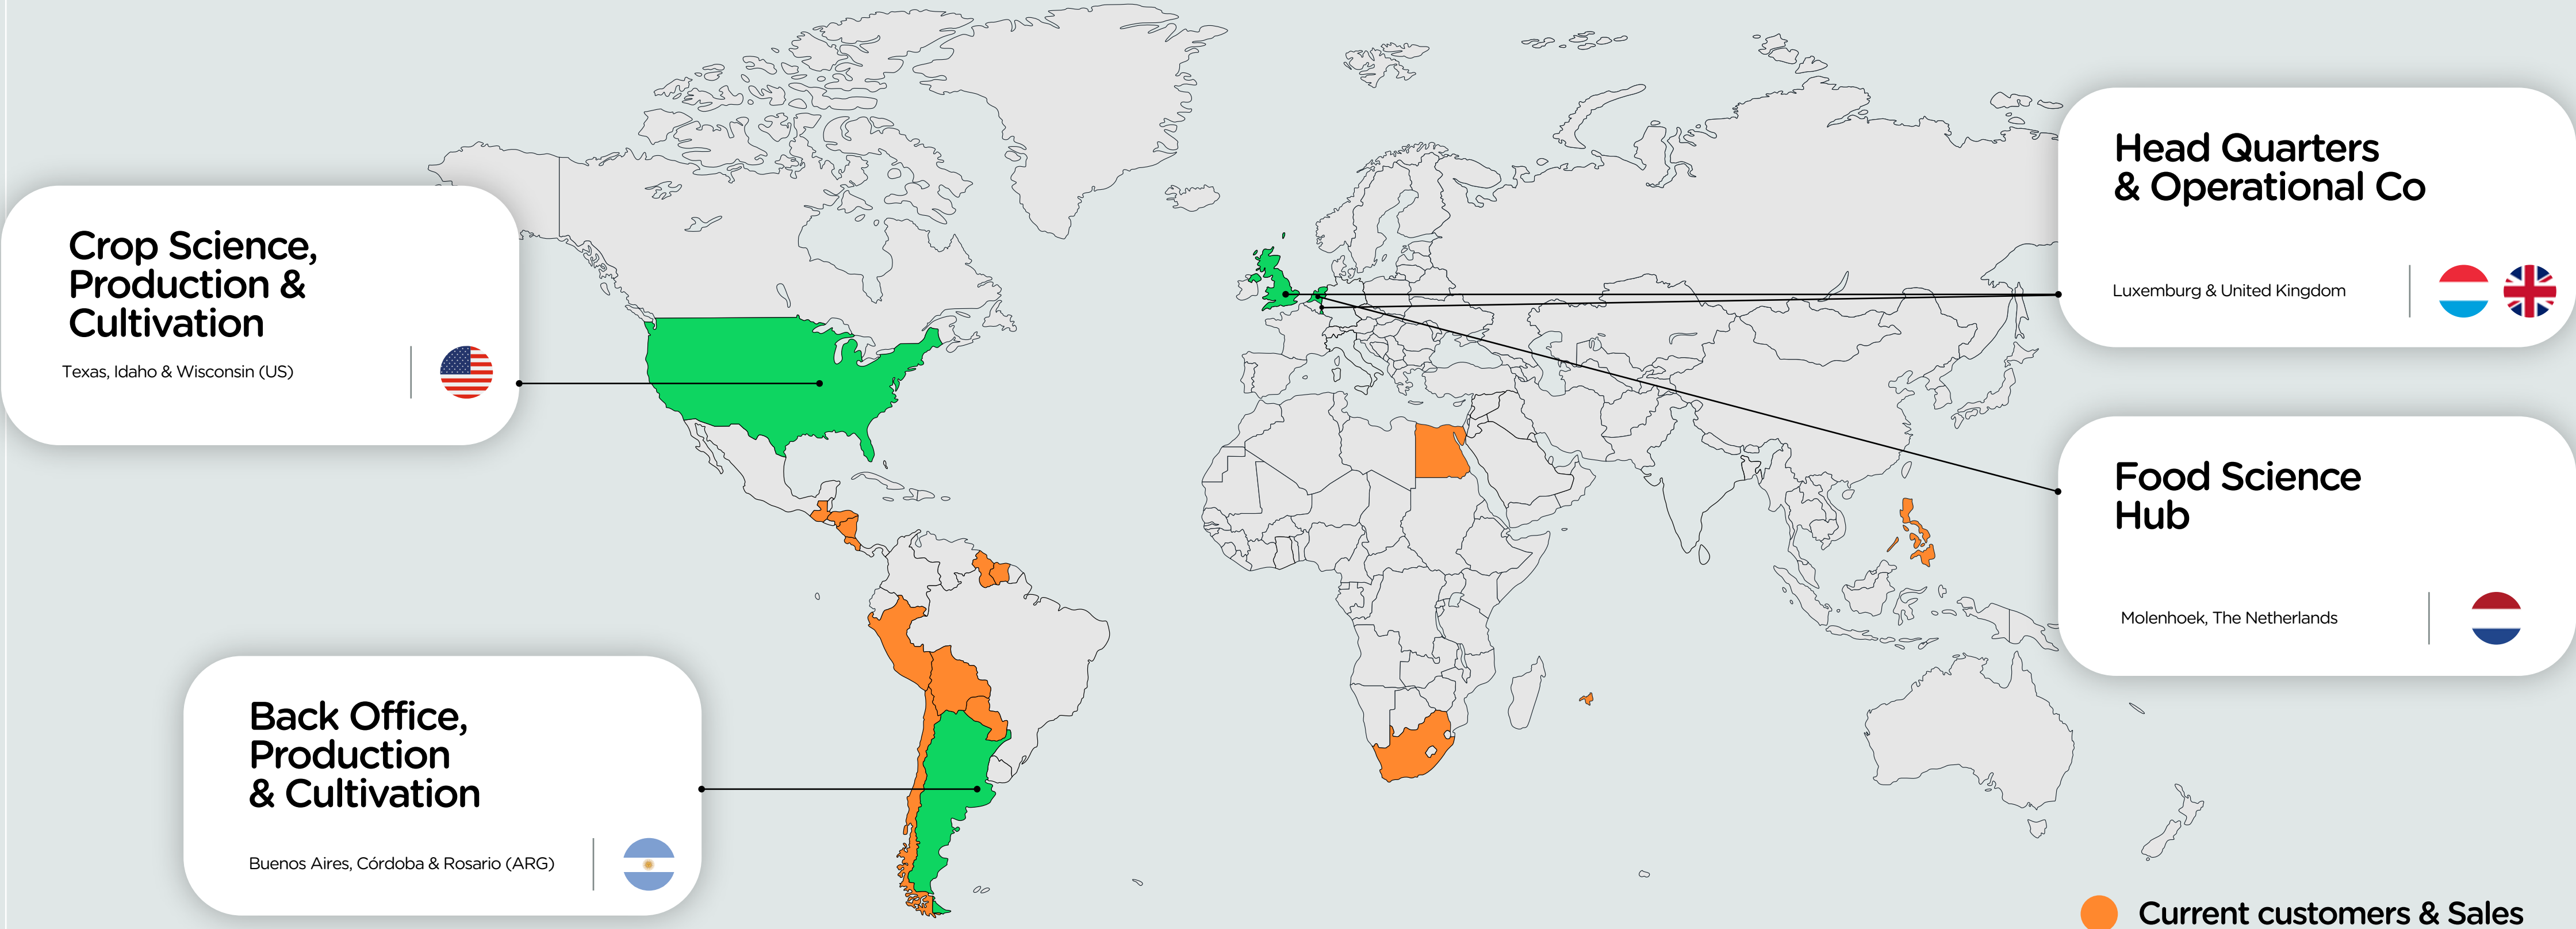 Crop Science,
Production &
Cultivation
Texas, Idaho & Wisconsin (US)
Back Office,
Production
& Cultivation
Buenos Aires, Córdoba & Rosario (ARG)
Head Quarters
& Operational Co
Luxemburg & United Kingdom
Food Science
Hub
Molenhoek, The Netherlands
Current customers & Sales